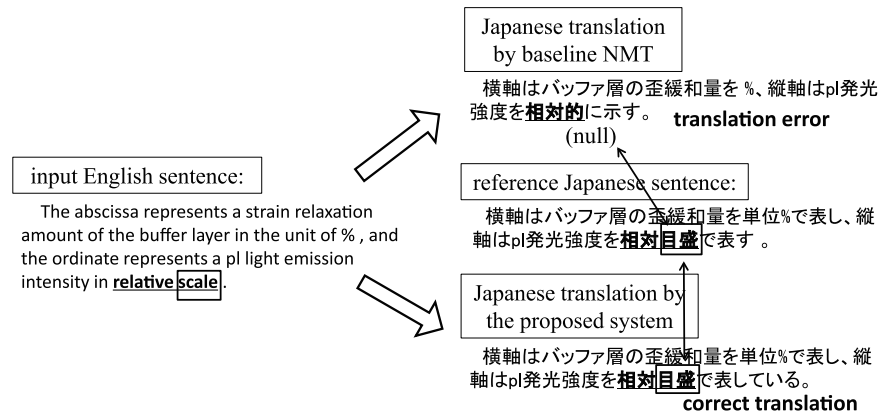 input English sentence:
The abscissa represents a strain relaxation
amount of the buffer layer in the unit of % , and
the ordinate represents a pl light emission
intensity in relative scale .
Japanese translation
by baseline NMT
横軸はバッファ層の歪緩和量を %、縦軸はpl発光
強度を相対的に示す。
translation error
(null)
reference Japanese sentence:
横軸はバッファ層の歪緩和量を単位%で表し、縦
軸はpl発光強度を相対目盛で表す 。
Japanese translation by
the proposed system
横軸はバッファ層の歪緩和量を単位%で表し、縦
軸はpl発光強度を相対目盛で表している。
correct translation